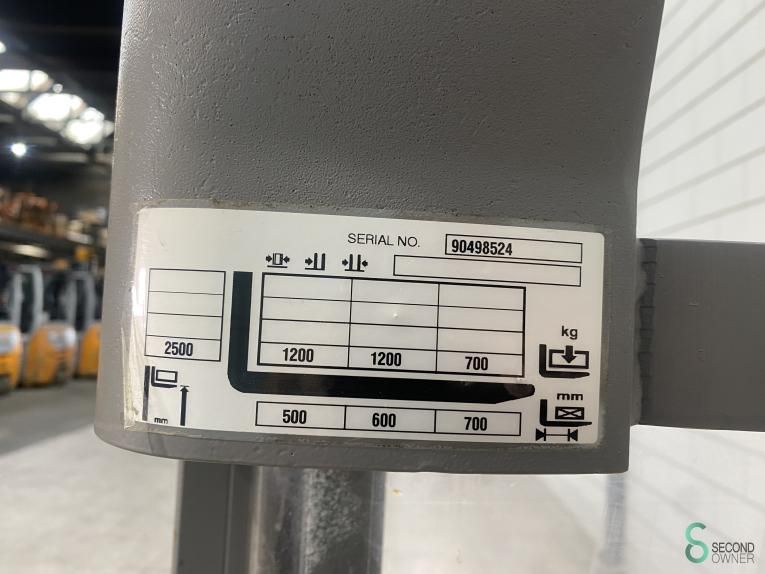 SERIAL NO. 90498524
2500 1200 1200 700
kg
mm
mm
500 600 700
SECOND
OWNER